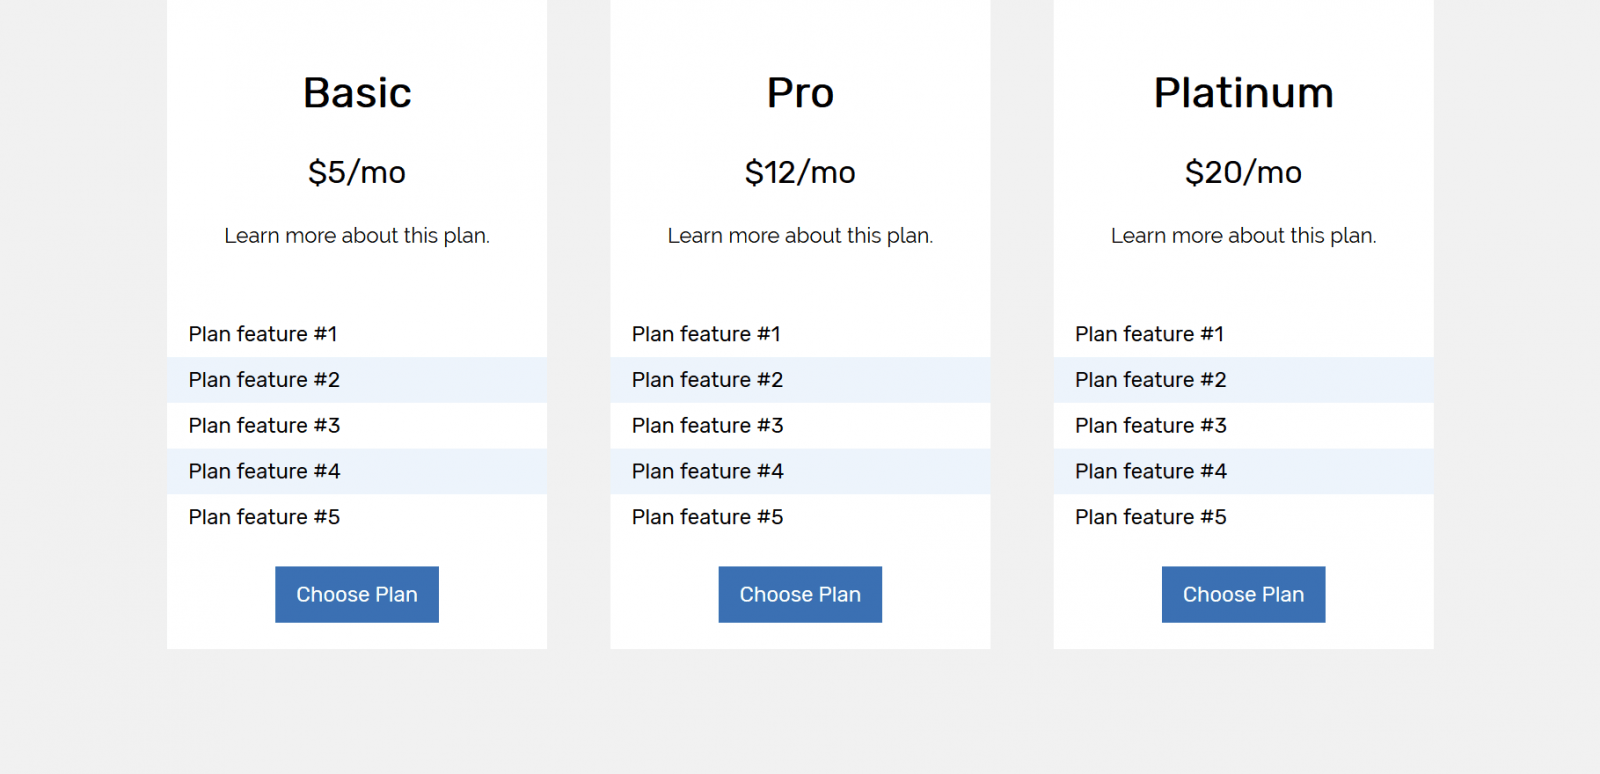 Basic
$5/mo
Learn more about this plan.
Plan feature #1
Plan feature #2
Plan feature #3
Plan feature #4
Plan feature #5
Choose Plan
Pro
$12/mo
Learn more about this plan.
Plan feature #1
Plan feature #2
Plan feature #3
Plan feature #4
Plan feature #5
Choose Plan
Platinum
$20/mo
Learn more about this plan.
Plan feature #1
Plan feature #2
Plan feature #3
Plan feature #4
Plan feature #5
Choose Plan